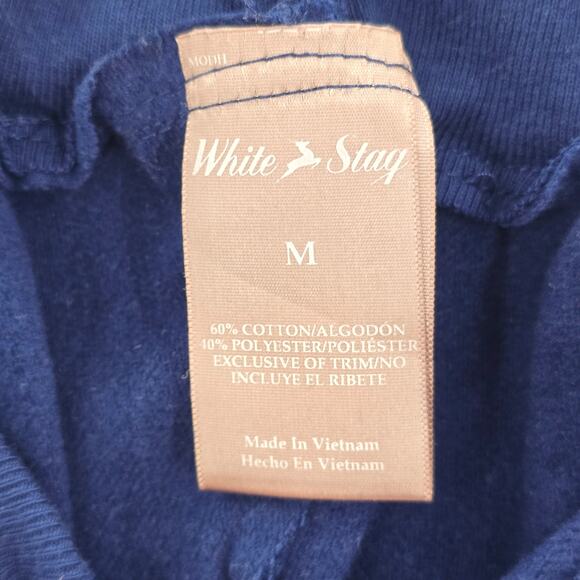 MODH
White Stag
M
60% COTTON/ALGODÓN
40% POLYESTER/POLIÉSTER
EXCLUSIVE OF TRIM/NO
INCLUYE EL RIBETE
Made In Vietnam
Hecho En Vietnam